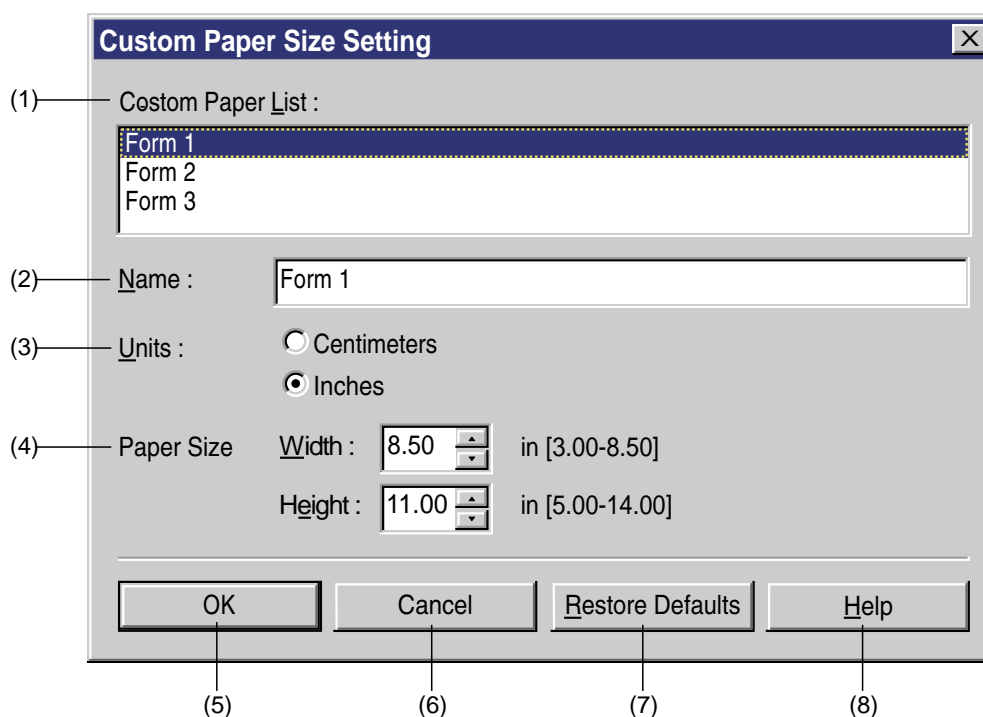 Custom Paper Size Setting
(1) Costom Paper List :
Form 1
Form 2
Form 3
(2) Name : Form 1
(3) Units : Centimeters
Inches
(4) Paper Size Width : 8.50 in [3.00-8.50]
Height : 11.00 in [5.00-14.00]
OK Cancel Restore Defaults Help
(5) (6) (7) (8)